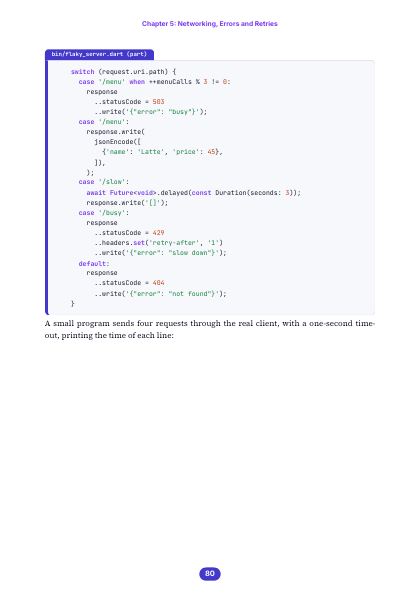 Chapter 5: Networking, Errors and Retries
bin/flaky_server.dart (part)
switch (request.uri.path) {
  case '/menu' when ++menuCalls % 3 != 0:
    response
      ..statusCode = 503
      ..write('{"error": "busy"}');
  case '/menu':
    response.write(
      jsonEncode([
        {'name': 'Latte', 'price': 45},
      ]),
    );
  case '/slow':
    await Future<void>.delayed(const Duration(seconds: 3));
    response.write('[]');
  case '/busy':
    response
      ..statusCode = 429
      ..headers.set('retry-after', '1')
      ..write('{"error": "slow down"}');
  default:
    response
      ..statusCode = 404
      ..write('{"error": "not found"}');
}
A small program sends four requests through the real client, with a one-second time-
out, printing the time of each line:
80